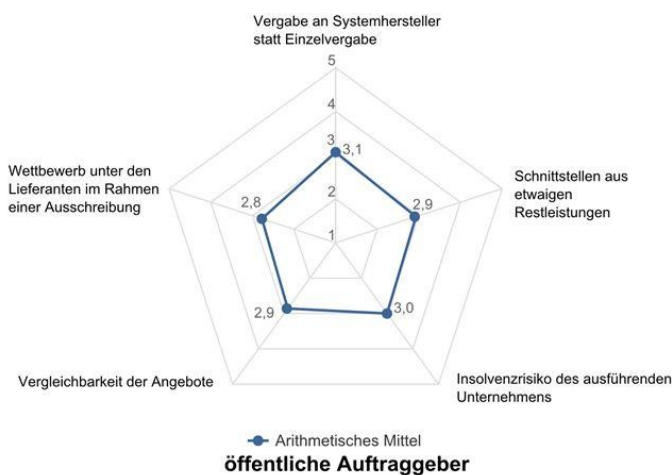 Vergabe an Systemhersteller
statt Einzelvergabe
5
4
3
3,1
2
1
Schnittstellen aus
etwaigen
Restleistungen
2,9
Insolvenzrisiko des ausführenden
Unternehmens
3,0
Vergleichbarkeit der Angebote
2,9
Wettbewerb unter den
Lieferanten im Rahmen
einer Ausschreibung
2,8
Arithmetisches Mittel
öffentliche Auftraggeber